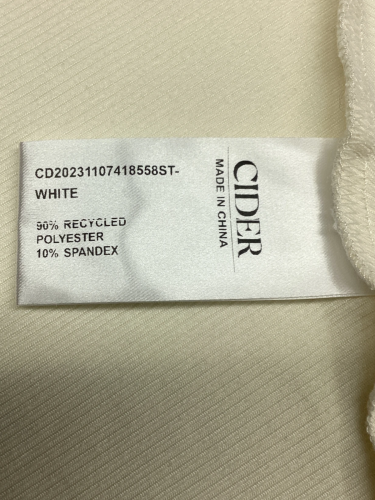 CD20231107418558ST-
WHITE
90% RECYCLED
POLYESTER
10% SPANDEX
CIDER
MADE IN CHINA